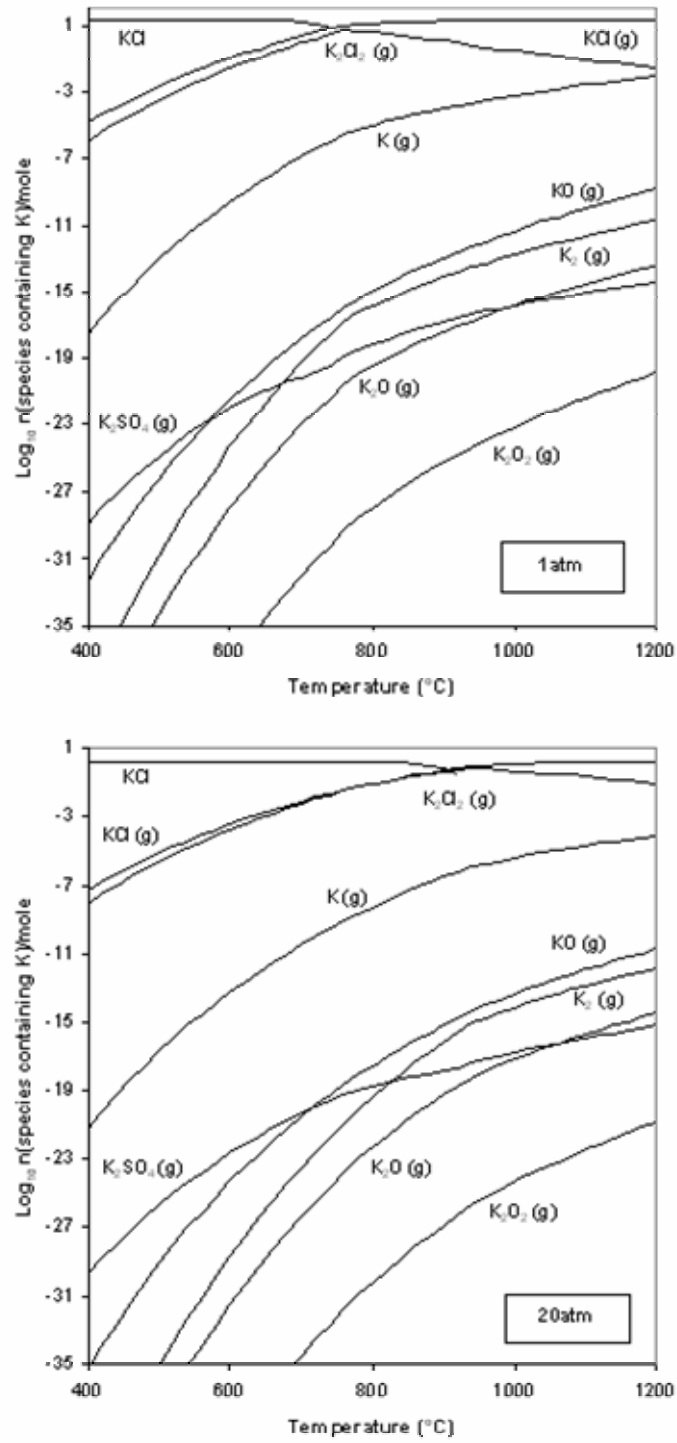 1
-3
-7
-11
-15
-19
-23
-27
-31
-35
Log₁₀ n(species containing K)/mole
KCl
K₂Cl₂ (g)
KCl (g)
K (g)
KO (g)
K₂ (g)
K₂SO₄ (g)
K₂O (g)
K₂O₂ (g)
1atm
400 600 800 1000 1200
Temperature (°C)
1
-3
-7
-11
-15
-19
-23
-27
-31
-35
Log₁₀ n(species containing K)/mole
KCl
K₂Cl₂ (g)
KCl (g)
K (g)
KO (g)
K₂ (g)
K₂SO₄ (g)
K₂O (g)
K₂O₂ (g)
20atm
400 600 800 1000 1200
Temperature (°C)